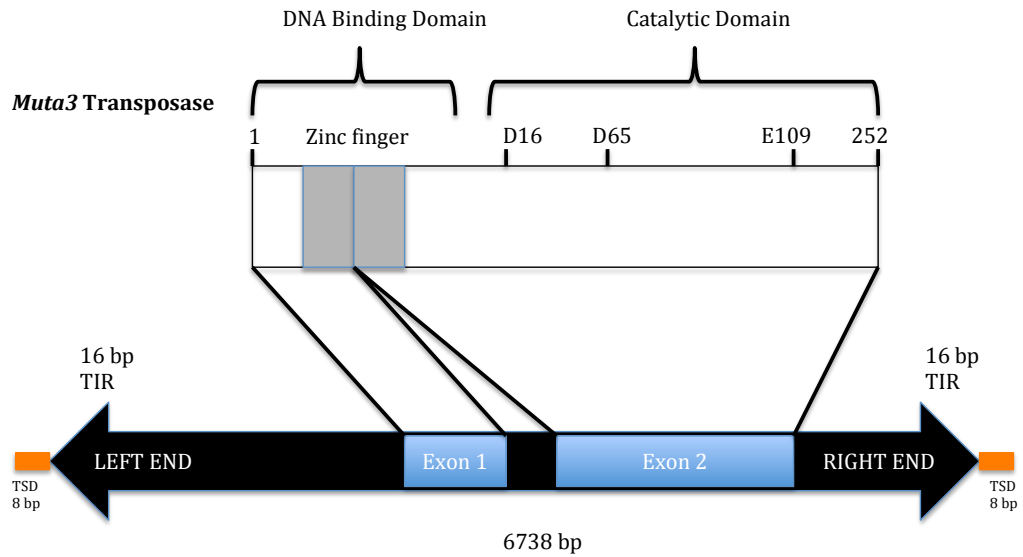 DNA Binding Domain
Catalytic Domain
Muta3 Transposase
1
Zinc finger
D16
D65
E109
252
16 bp
TIR
16 bp
TIR
LEFT END
Exon 1
Exon 2
RIGHT END
TSD
8 bp
TSD
8 bp
6738 bp